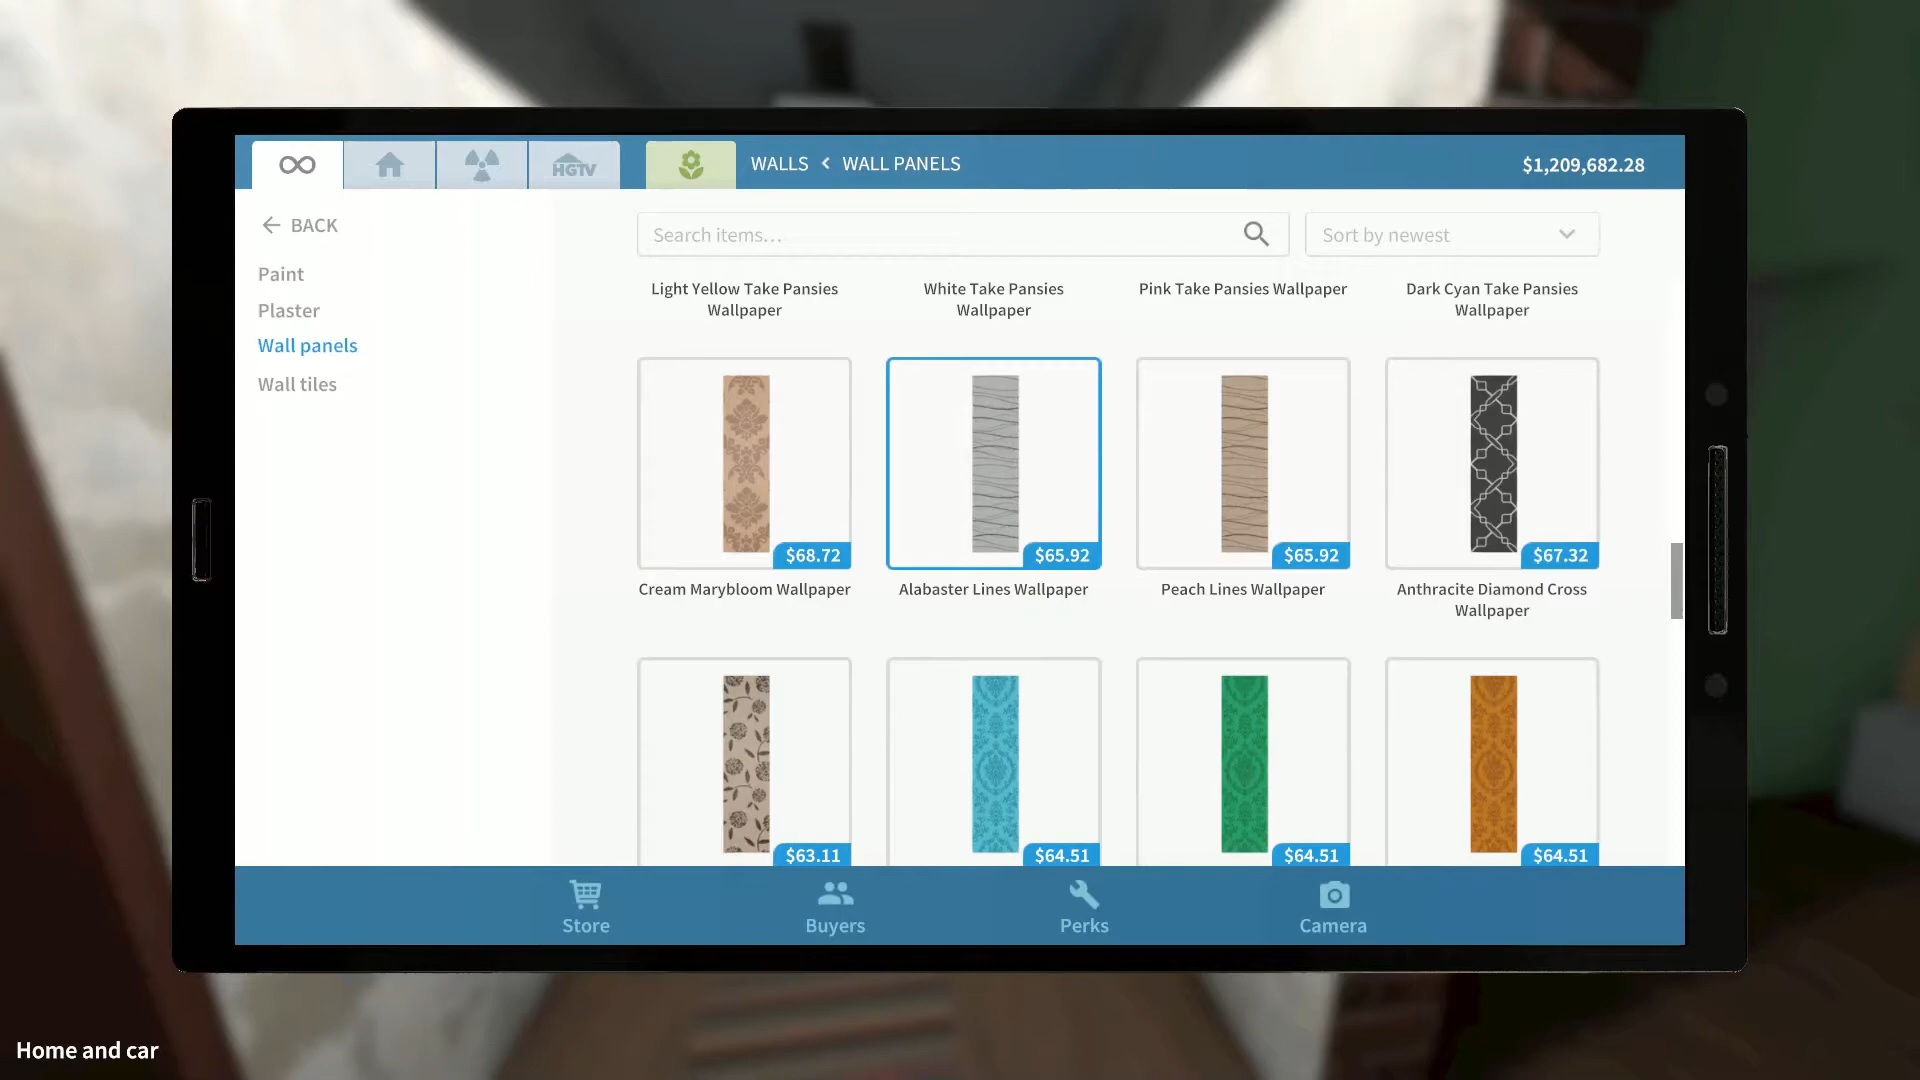 HGTV
WALLS < WALL PANELS
$1,209,682.28
BACK
Paint
Plaster
Wall panels
Wall tiles
Search items...
Sort by newest
Light Yellow Take Pansies
Wallpaper
White Take Pansies
Wallpaper
Pink Take Pansies Wallpaper
Dark Cyan Take Pansies
Wallpaper
$68.72
Cream Marybloom Wallpaper
$65.92
Alabaster Lines Wallpaper
$65.92
Peach Lines Wallpaper
$67.32
Anthracite Diamond Cross
Wallpaper
$63.11
$64.51
$64.51
$64.51
Store
Buyers
Perks
Camera
Home and car